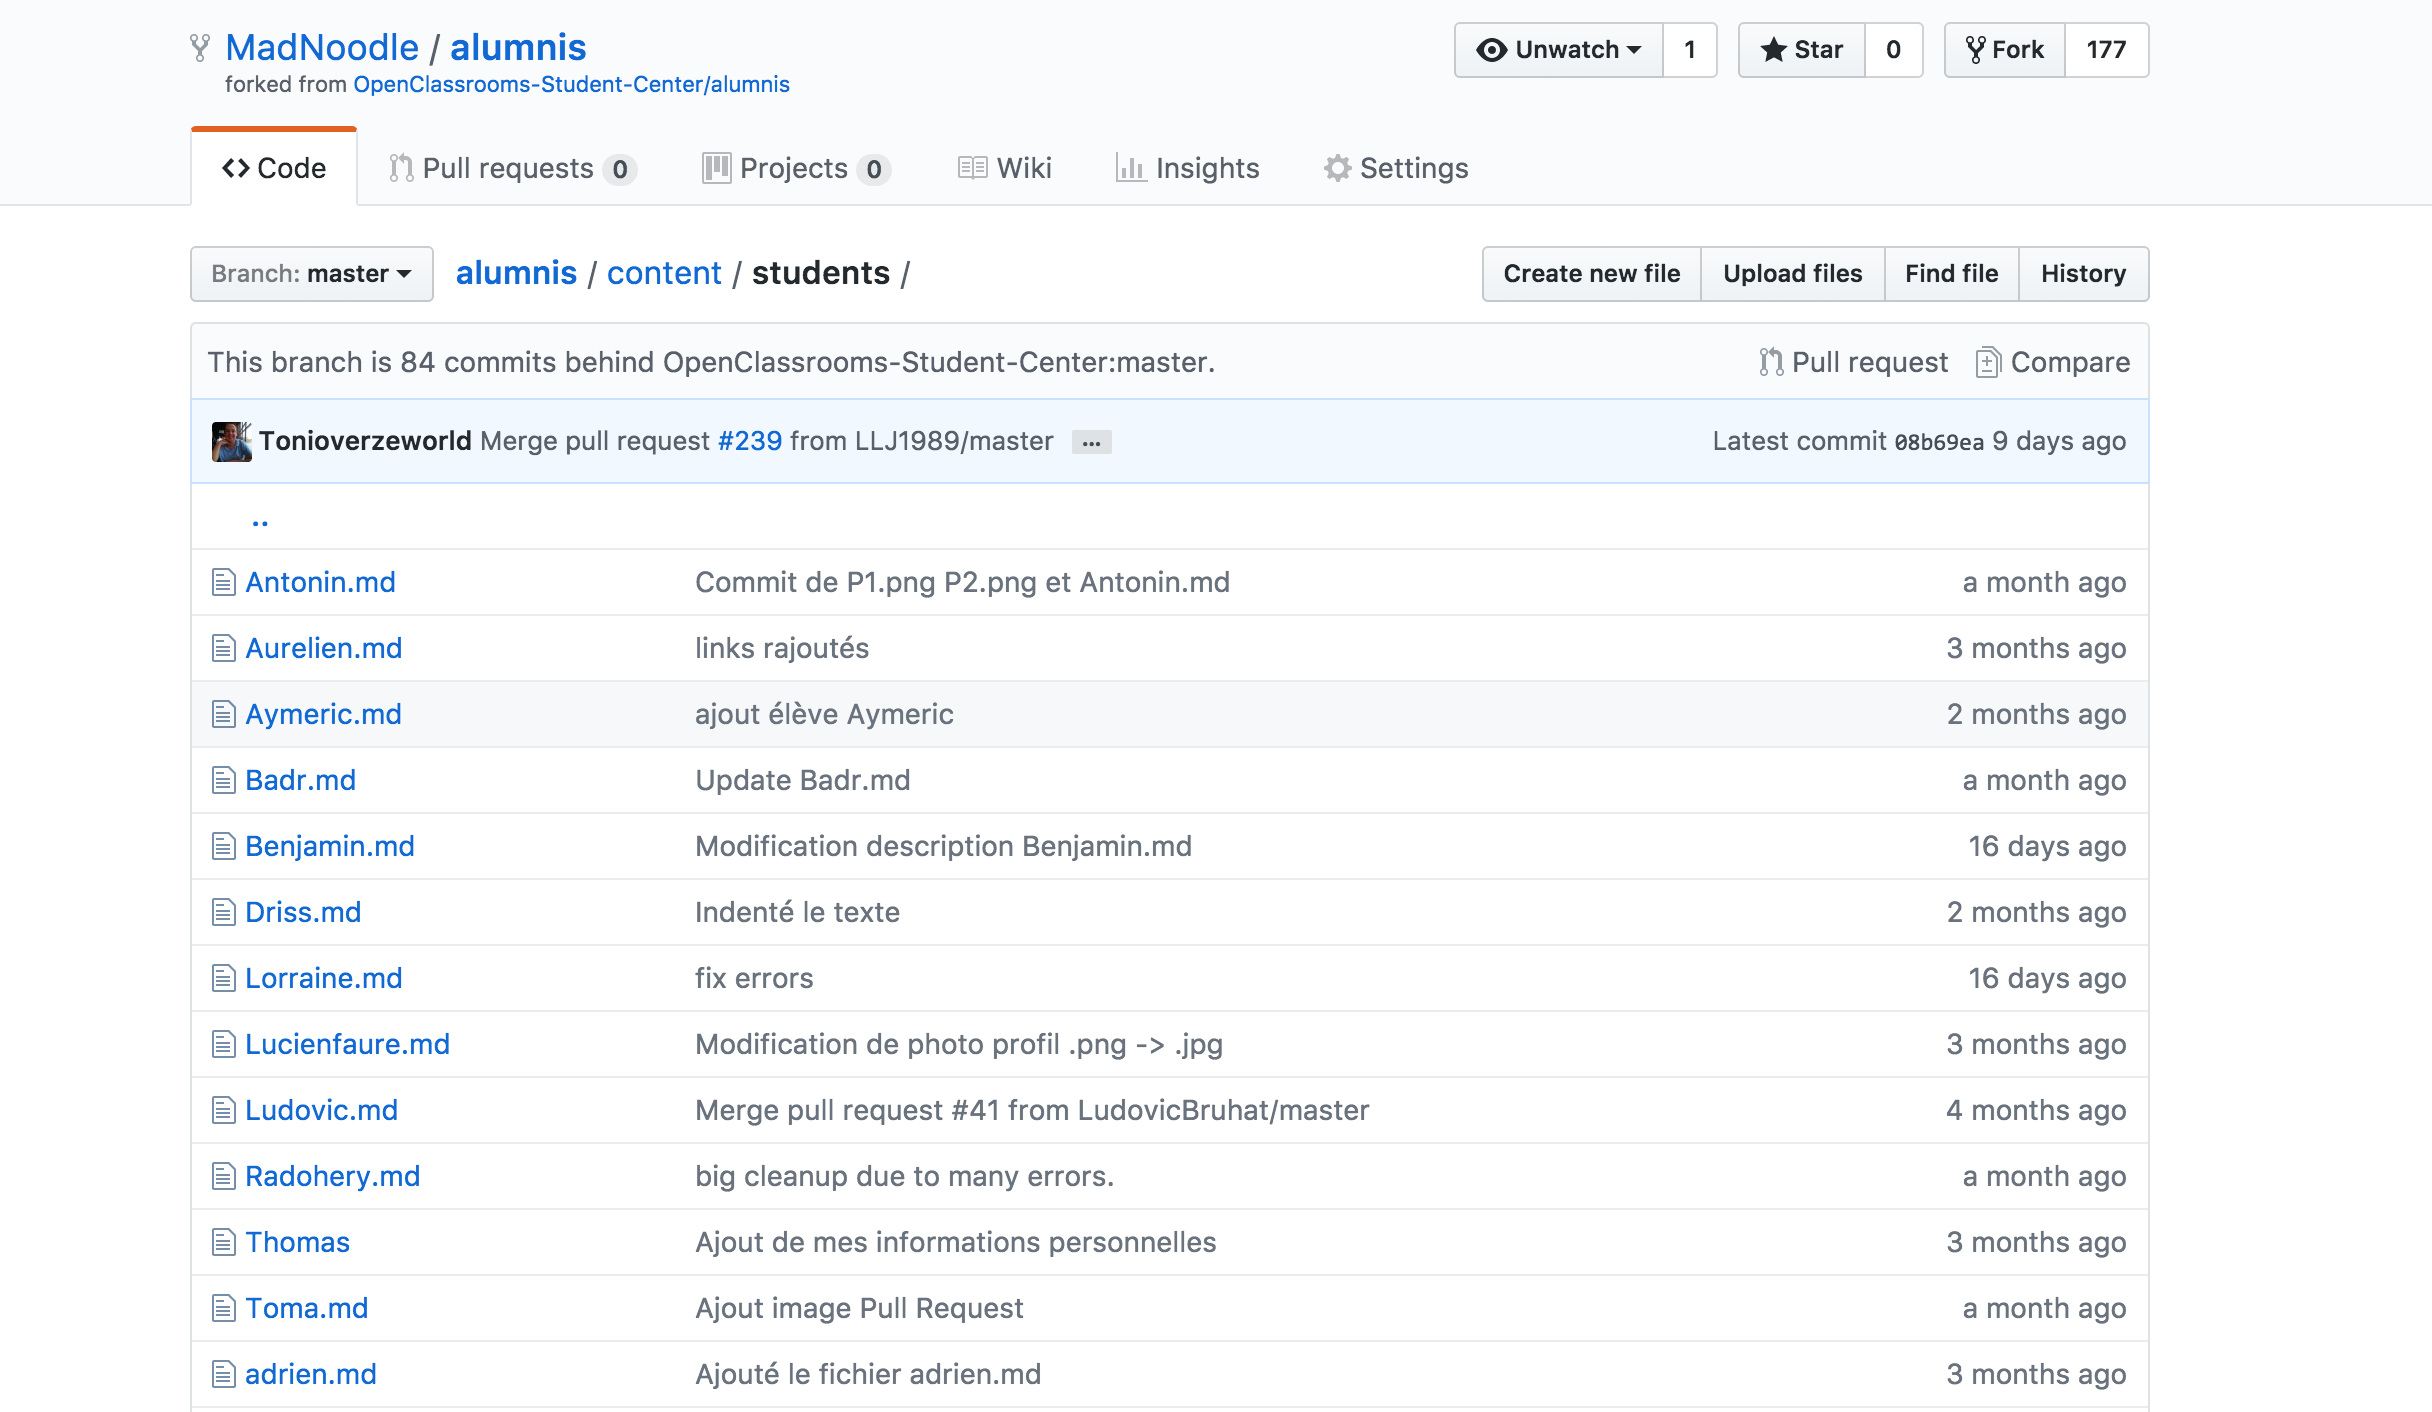 MadNoodle / alumnis
forked from OpenClassrooms-Student-Center/alumnis
Unwatch 1 Star 0 Fork 177
Code Pull requests 0 Projects 0 Wiki Insights Settings
Branch: master alumnis / content / students / Create new file Upload files Find file History
This branch is 84 commits behind OpenClassrooms-Student-Center:master. Pull request Compare
Tonioverzeworld Merge pull request #239 from LLJ1989/master ... Latest commit 08b69ea 9 days ago
..
Antonin.md Commit de P1.png P2.png et Antonin.md a month ago
Aurelien.md links rajoutés 3 months ago
Aymeric.md ajout élève Aymeric 2 months ago
Badr.md Update Badr.md a month ago
Benjamin.md Modification description Benjamin.md 16 days ago
Driss.md Indenté le texte 2 months ago
Lorraine.md fix errors 16 days ago
Lucienfaure.md Modification de photo profil .png -> .jpg 3 months ago
Ludovic.md Merge pull request #41 from LudovicBruhat/master 4 months ago
Radohery.md big cleanup due to many errors. a month ago
Thomas Ajout de mes informations personnelles 3 months ago
Toma.md Ajout image Pull Request a month ago
adrien.md Ajouté le fichier adrien.md 3 months ago